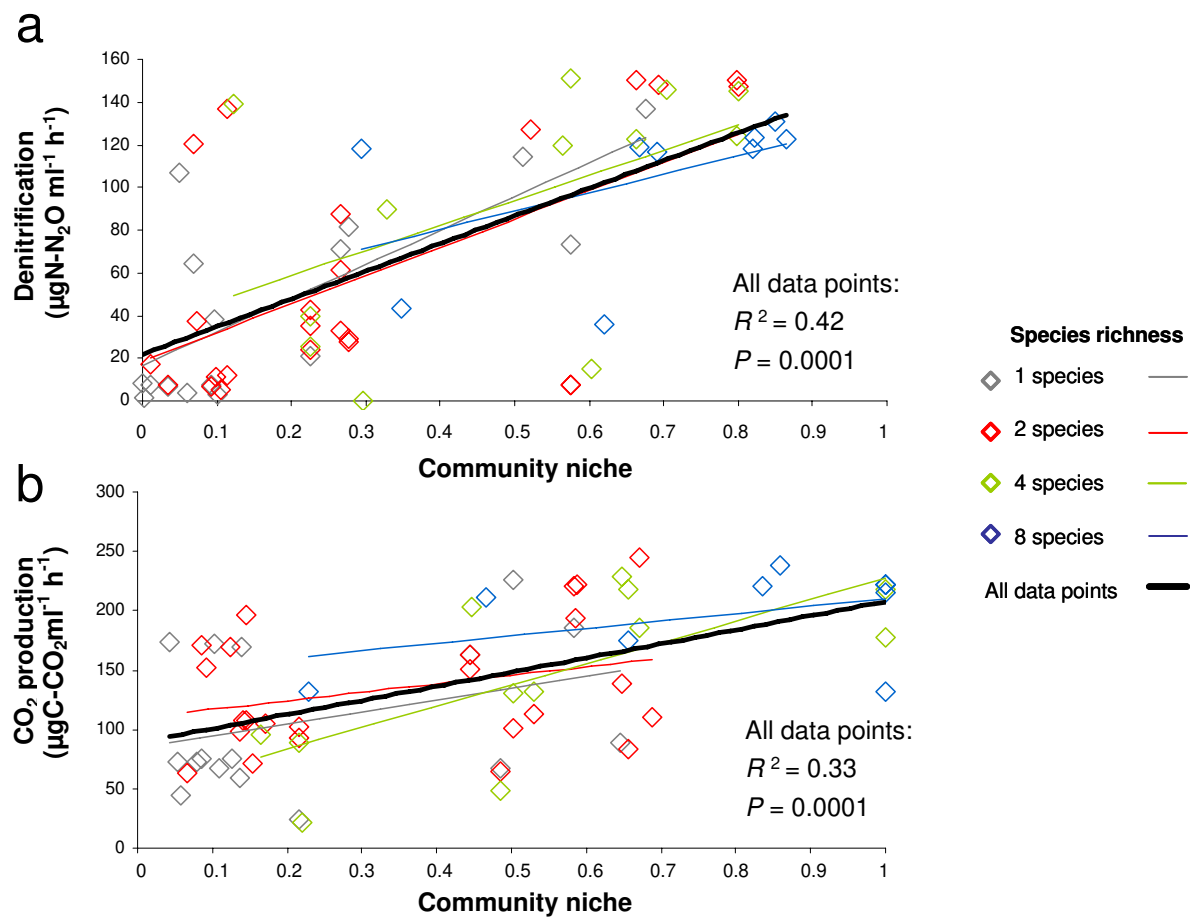 a
160
140
120
100
80
60
40
20
0
Denitrification
(µgN-N₂O ml⁻¹ h⁻¹)
All data points:
R² = 0.42
P = 0.0001
0 0.1 0.2 0.3 0.4 0.5 0.6 0.7 0.8 0.9 1
Community niche
b
300
250
200
150
100
50
0
CO₂ production
(µgC-CO₂ml⁻¹ h⁻¹)
All data points:
R² = 0.33
P = 0.0001
0 0.1 0.2 0.3 0.4 0.5 0.6 0.7 0.8 0.9 1
Community niche
Species richness
1 species
2 species
4 species
8 species
All data points